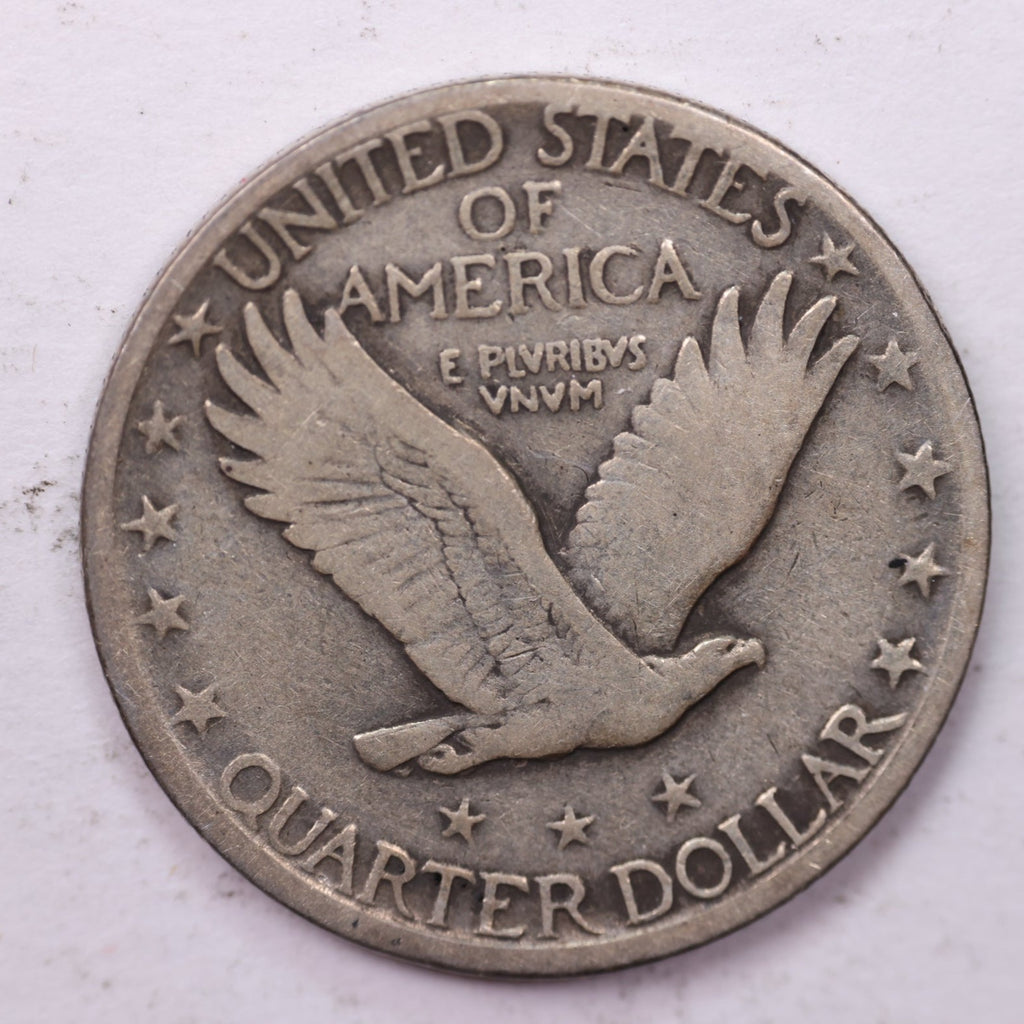 UNITED STATES
OF
AMERICA
E PLVRIBVS
VNVM
QUARTER DOLLAR